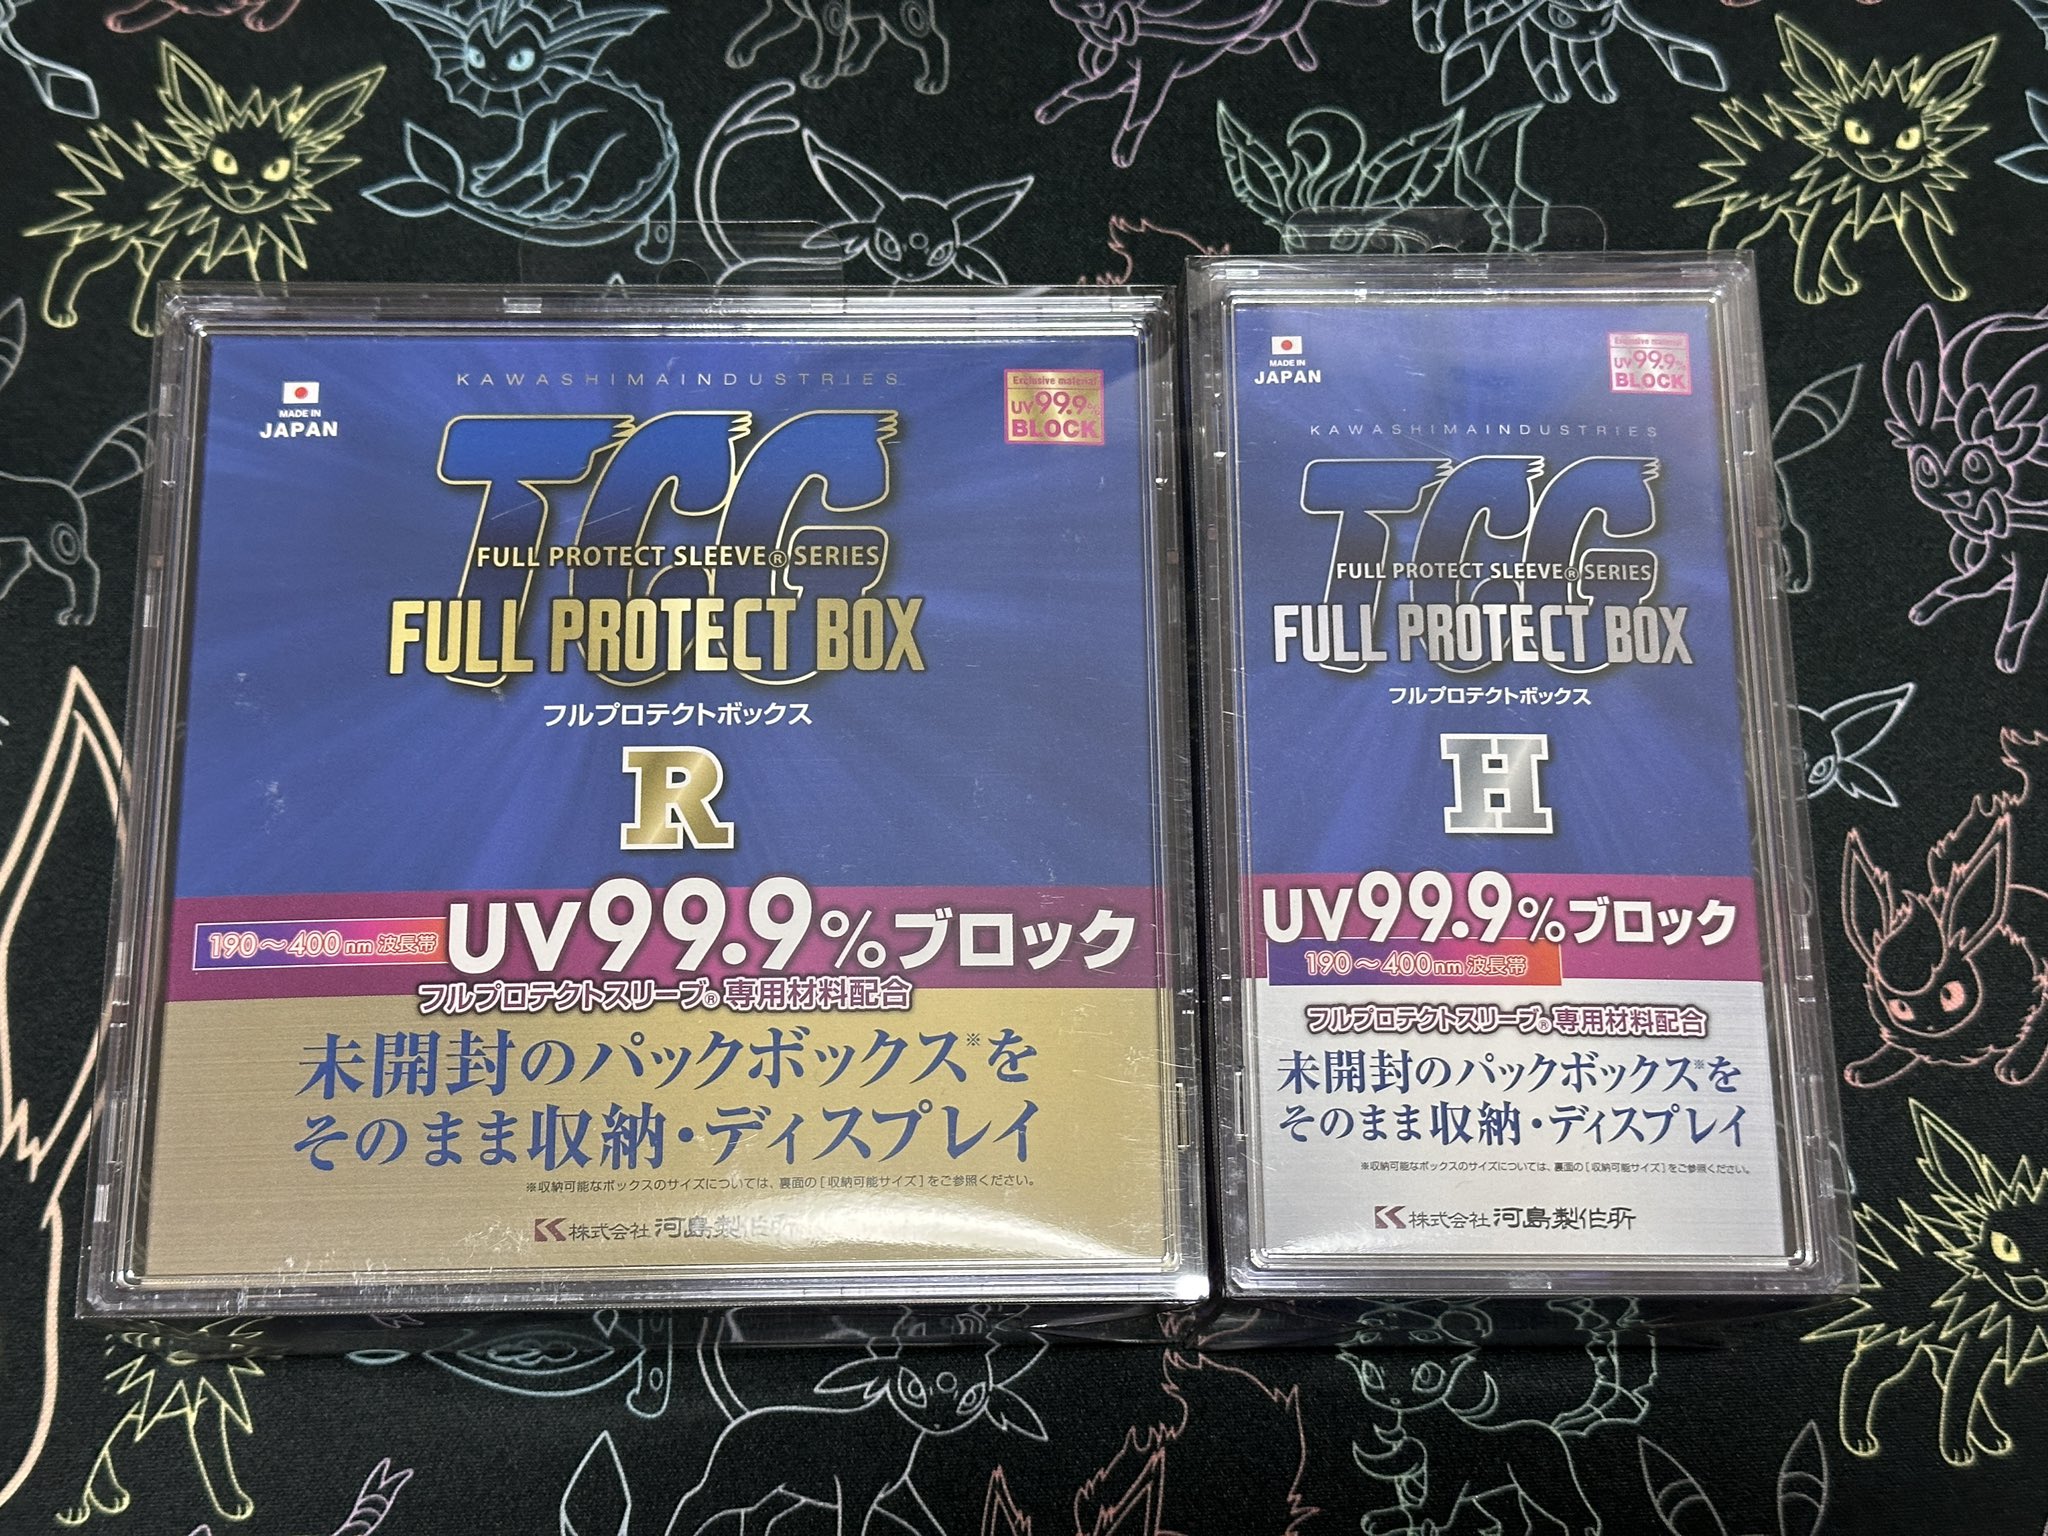 MADE IN
JAPAN
KAWASHIMAINDUSTRIES
Exclusive material
UV99.9%
BLOCK
TCG
FULL PROTECT SLEEVE® SERIES
FULL PROTECT BOX
フルプロテクトボックス
R
190～400nm 波長帯
UV99.9%ブロック
フルプロテクトスリーブ® 専用材料配合
未開封のパックボックス※を
そのまま収納・ディスプレイ
※収納可能なボックスのサイズについては、裏面の[収納可能サイズ]をご参照ください。
株式会社 河島製作所
MADE IN
JAPAN
Exclusive material
UV99.9%
BLOCK
KAWASHIMAINDUSTRIES
TCG
FULL PROTECT SLEEVE® SERIES
FULL PROTECT BOX
フルプロテクトボックス
H
UV99.9%ブロック
190～400nm 波長帯
フルプロテクトスリーブ® 専用材料配合
未開封のパックボックス※を
そのまま収納・ディスプレイ
※収納可能なボックスのサイズについては、裏面の[収納可能サイズ]をご参照ください。
株式会社 河島製作所